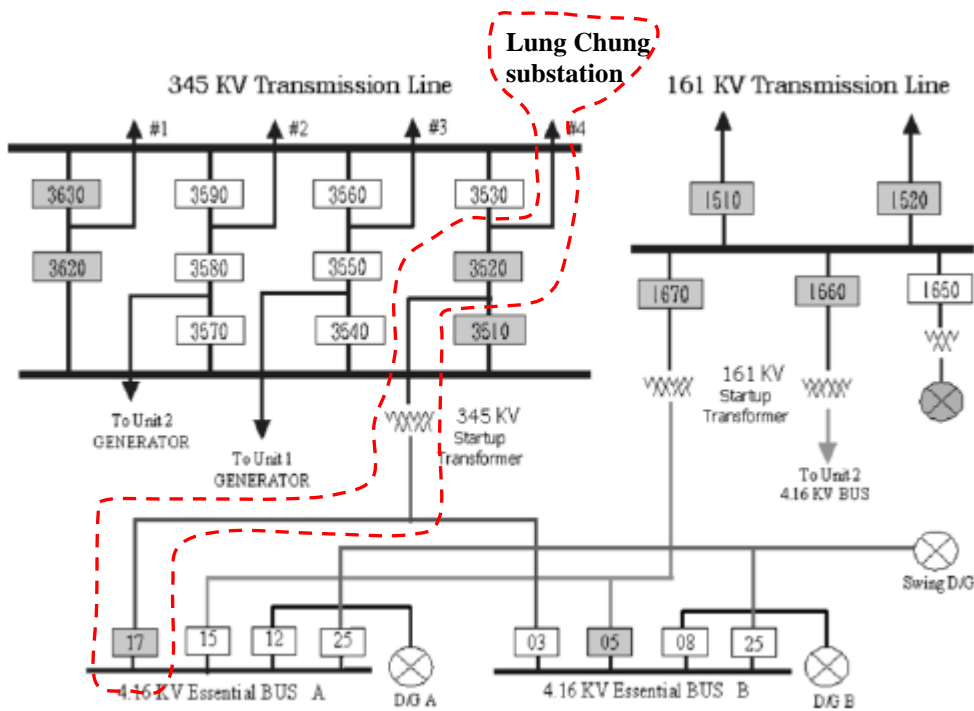 Lung Chung
substation
345 KV Transmission Line
161 KV Transmission Line
#1
#2
#3
#4
3630
3590
3560
3530
1510
1520
3620
3580
3550
3520
1670
1660
1650
3570
3540
3510
To Unit 2
GENERATOR
To Unit 1
GENERATOR
345 KV
Startup
Transformer
161 KV
Startup
Transformer
To Unit 2
4.16 KV BUS
Swing D/G
17
15
12
25
03
05
08
25
4.16 KV Essential BUS A
D/G A
4.16 KV Essential BUS B
D/G B